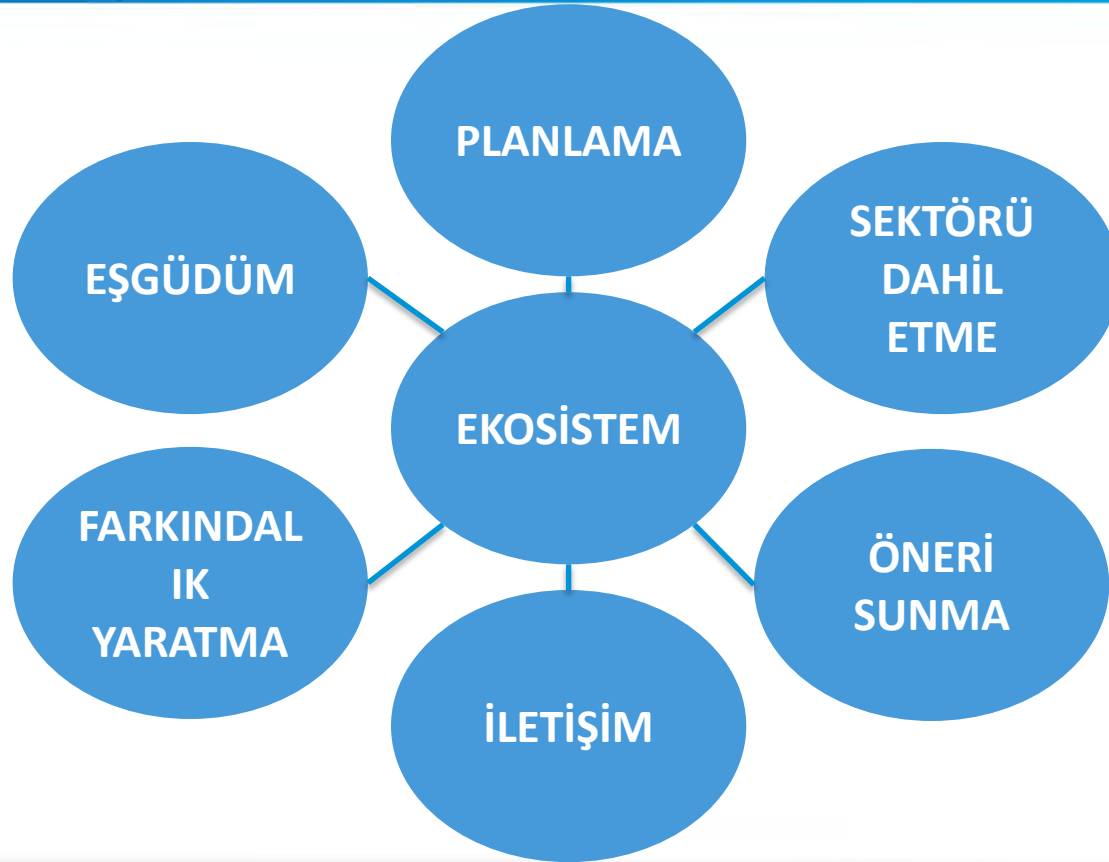 PLANLAMA
SEKTÖRÜ
DAHİL
ETME
EŞGÜDÜM
EKOSİSTEM
FARKINDAL
IK
YARATMA
ÖNERİ
SUNMA
İLETİŞİM